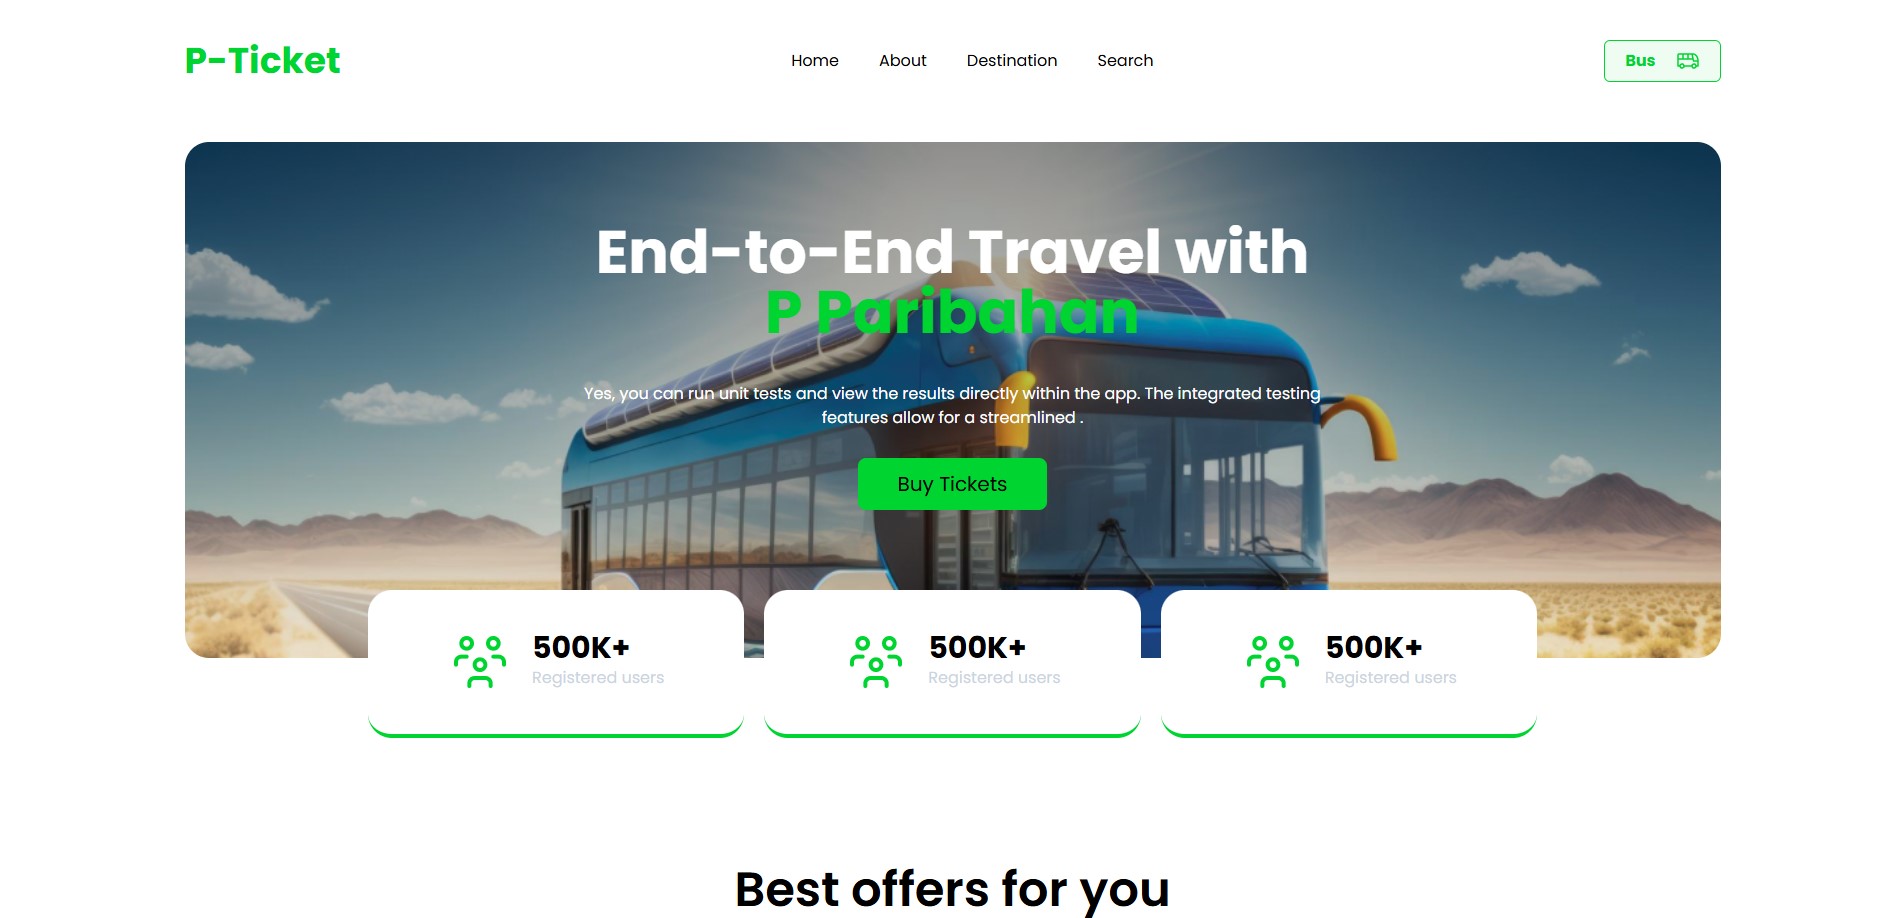 P-Ticket
Home About Destination Search
Bus
End-to-End Travel with
P Paribahan
Yes, you can run unit tests and view the results directly within the app. The integrated testing
features allow for a streamlined .
Buy Tickets
500K+
Registered users
500K+
Registered users
500K+
Registered users
Best offers for you